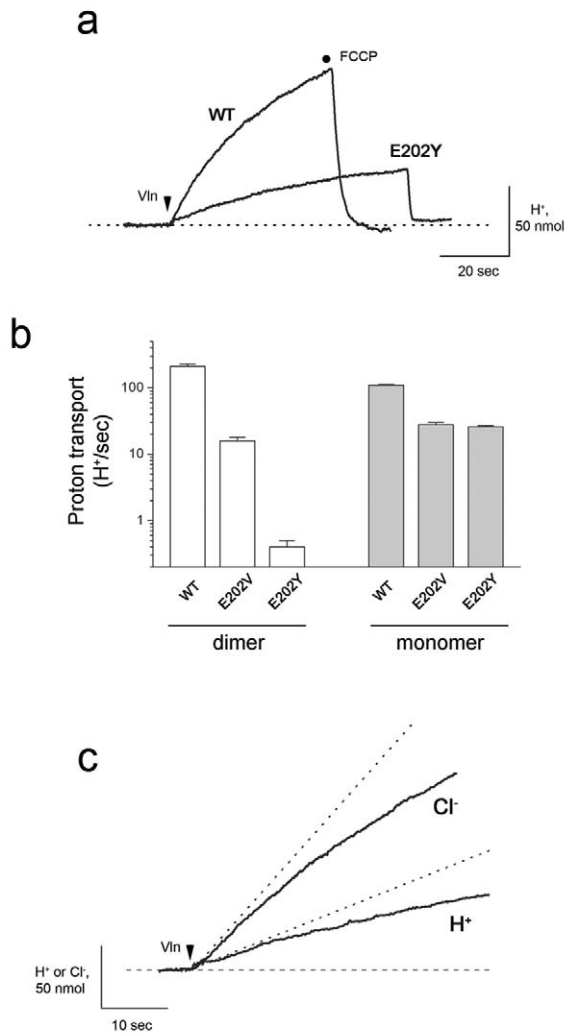 a
FCCP
WT
E202Y
Vln
H⁺,
50 nmol
20 sec
b
Proton transport
(H⁺/sec)
100
10
1
WT
E202V
E202Y
WT
E202V
E202Y
dimer
monomer
c
Cl⁻
H⁺
Vln
H⁺ or Cl⁻,
50 nmol
10 sec